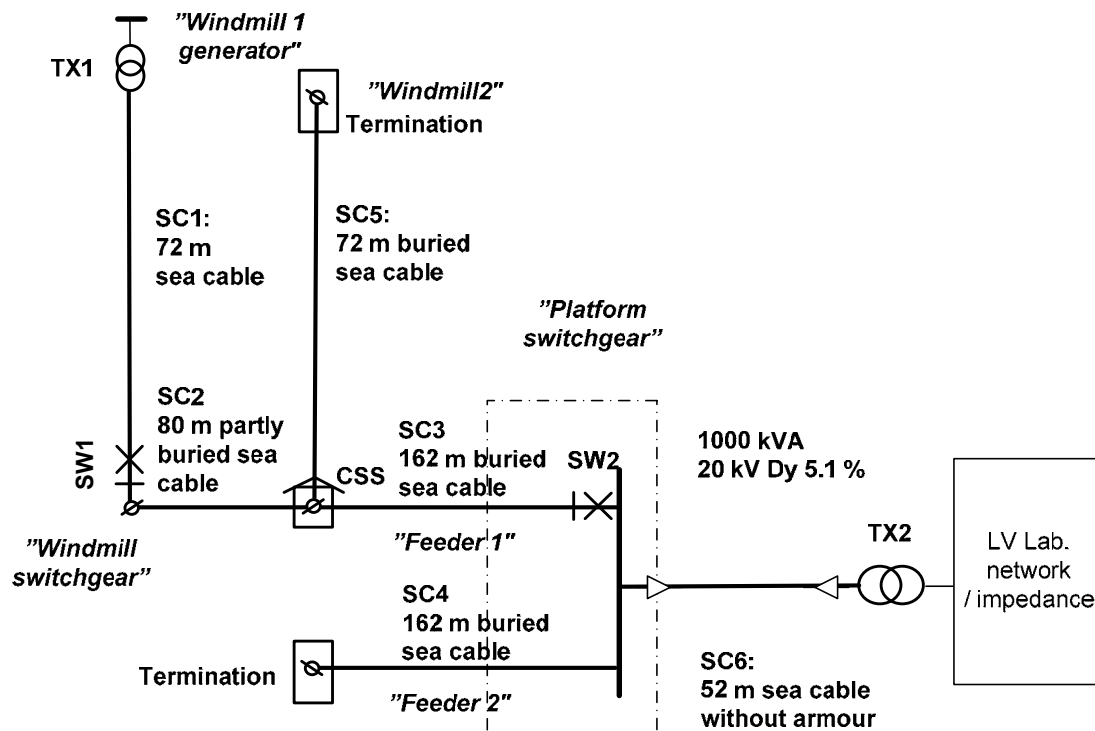 ”Windmill 1
generator"
TX1
”Windmill2"
Termination
SC1:
72 m
sea cable
SC5:
72 m buried
sea cable
”Platform
switchgear”
SC2
80 m partly
buried sea
cable
SW1
SC3
162 m buried
sea cable
SW2
CSS
1000 kVA
20 kV Dy 5.1 %
TX2
LV Lab.
network
/ impedance
”Windmill
switchgear”
”Feeder 1"
SC4
162 m buried
sea cable
Termination
”Feeder 2"
SC6:
52 m sea cable
without armour